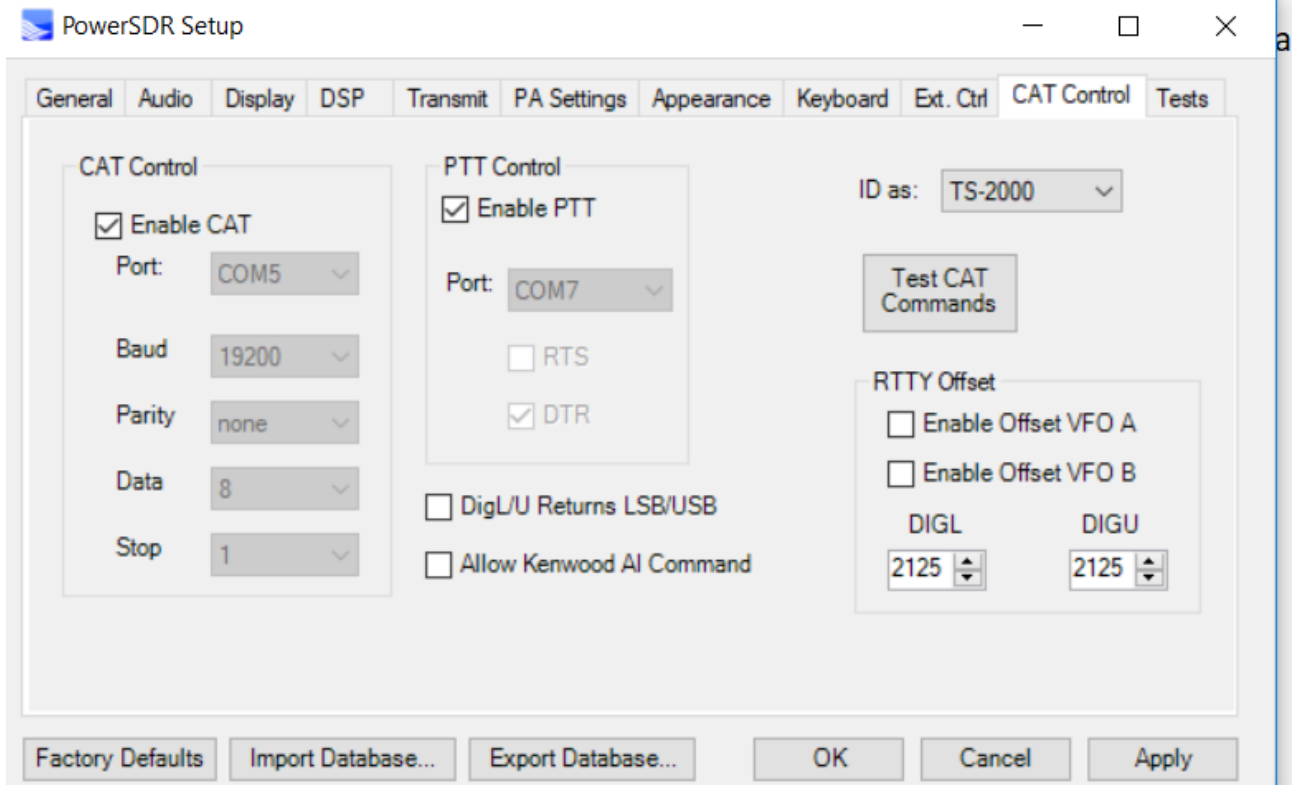 PowerSDR Setup
a
General Audio Display DSP Transmit PA Settings Appearance Keyboard Ext. Ctrl CAT Control Tests
CAT Control
Enable CAT
Port: COM5
Baud 19200
Parity none
Data 8
Stop 1
PTT Control
Enable PTT
Port: COM7
RTS
DTR
DigL/U Returns LSB/USB
Allow Kenwood AI Command
ID as: TS-2000
Test CAT
Commands
RTTY Offset
Enable Offset VFO A
Enable Offset VFO B
DIGL DIGU
2125 2125
Factory Defaults Import Database... Export Database... OK Cancel Apply